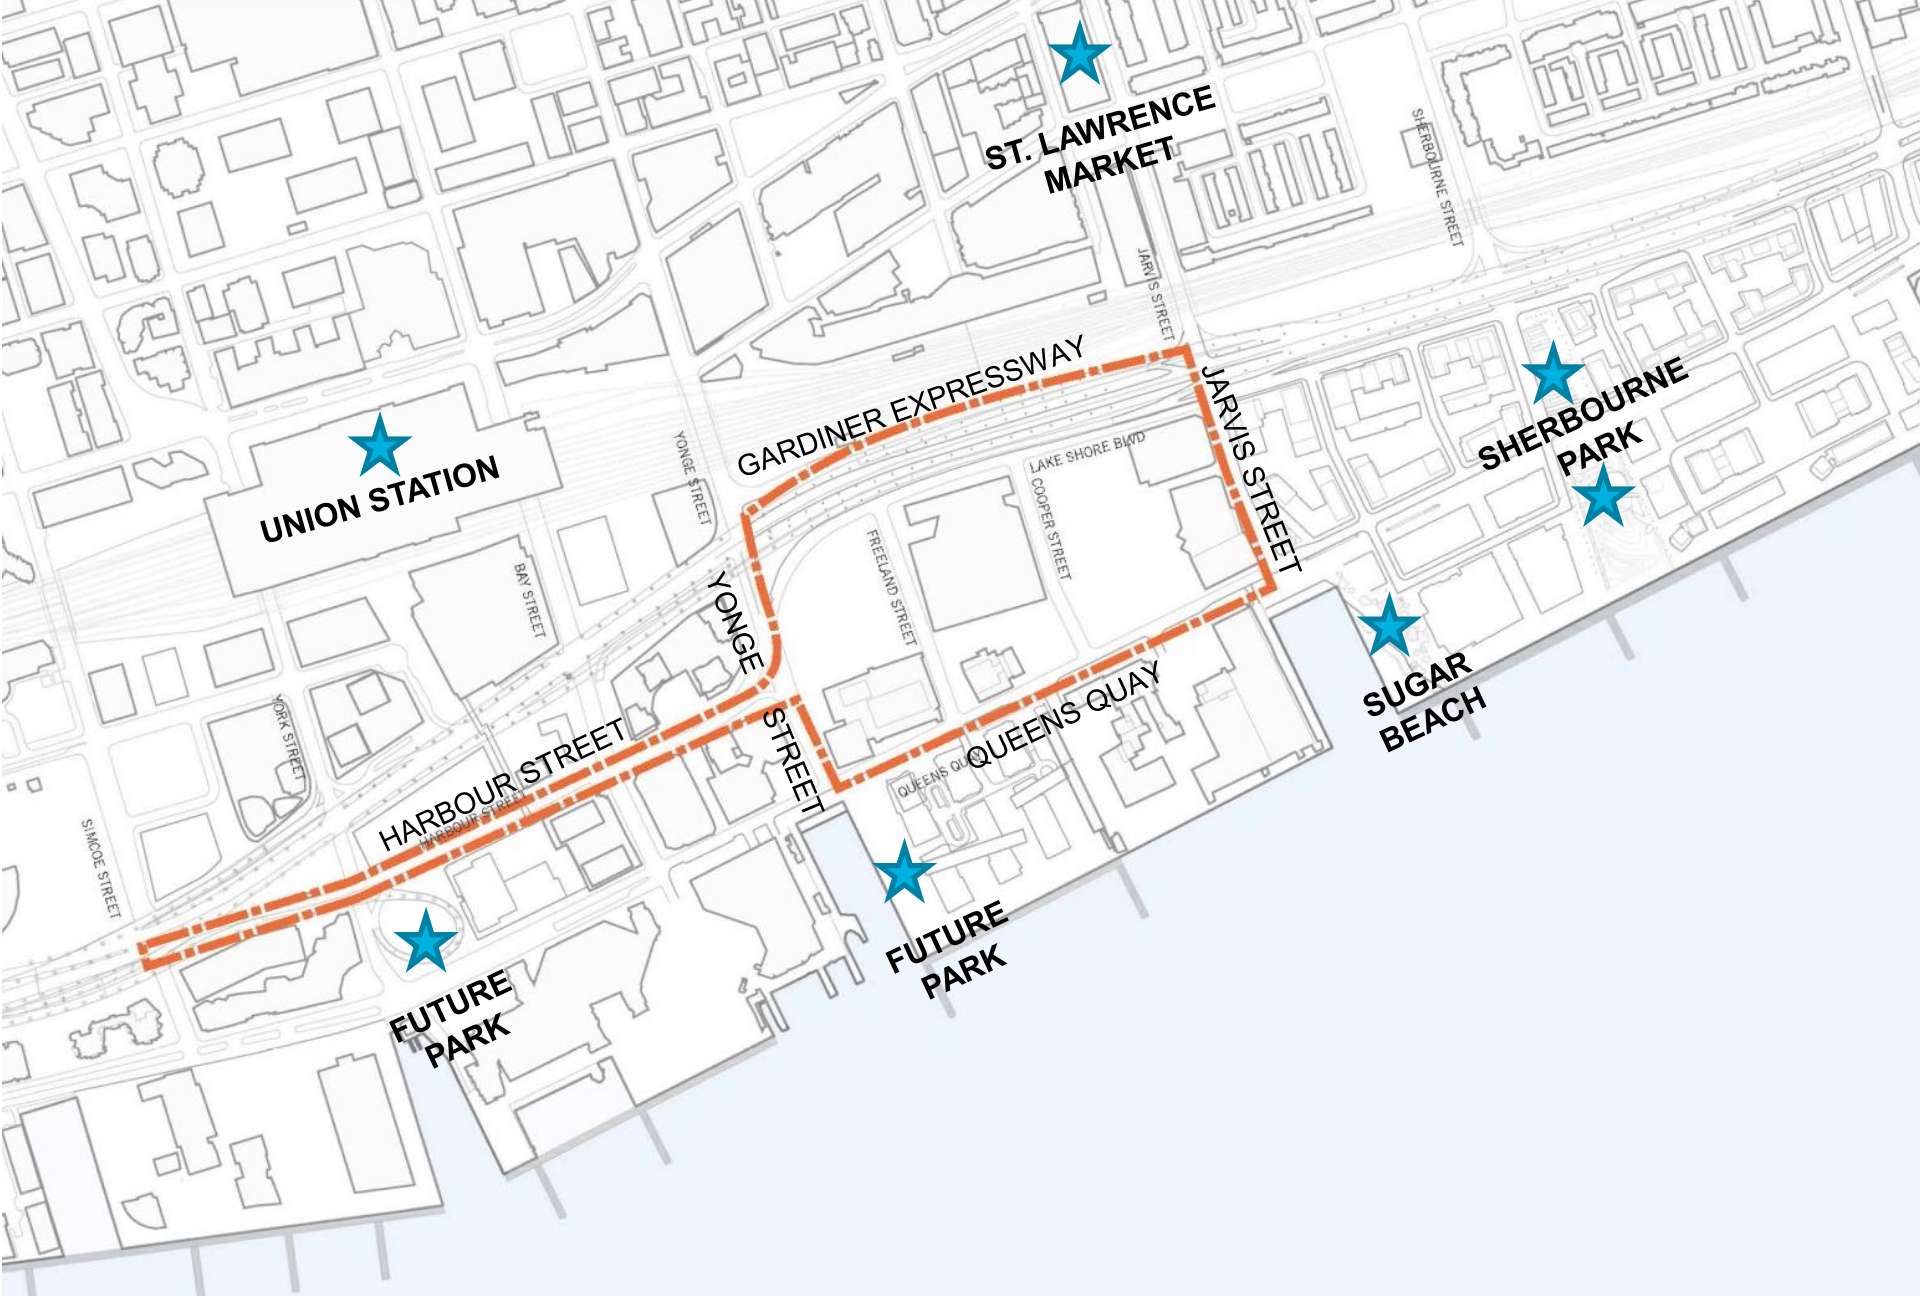 ST. LAWRENCE
MARKET
SHERBOURNE STREET
JARVIS STREET
GARDINER EXPRESSWAY
JARVIS STREET
SHERBOURNE
PARK
UNION STATION
YONGE STREET
LAKE SHORE BLVD
COOPER STREET
FREELAND STREET
BAY STREET
YONGE
STREET
SUGAR
BEACH
YORK STREET
HARBOUR STREET
HARBOUR STREET
QUEENS QUAY
QUEENS QUAY
SIMCOE STREET
FUTURE
PARK
FUTURE
PARK